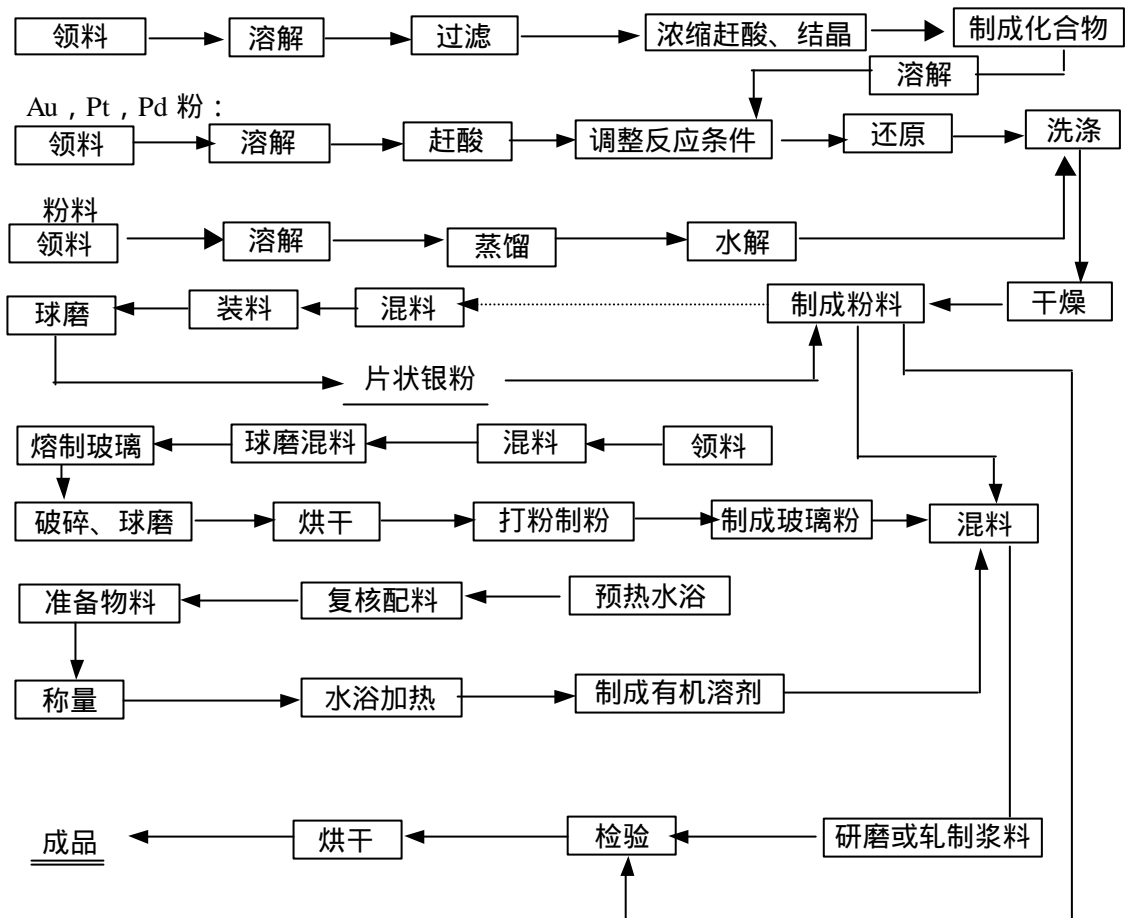 领料 溶解 过滤 浓缩赶酸、结晶 制成化合物
溶解
Au，Pt，Pd 粉：
领料 溶解 赶酸 调整反应条件 还原 洗涤
粉料
领料 溶解 蒸馏 水解
球磨 装料 混料 制成粉料 干燥
片状银粉
熔制玻璃 球磨混料 混料 领料
破碎、球磨 烘干 打粉制粉 制成玻璃粉 混料
准备物料 复核配料 预热水浴
称量 水浴加热 制成有机溶剂
成品 烘干 检验 研磨或轧制浆料